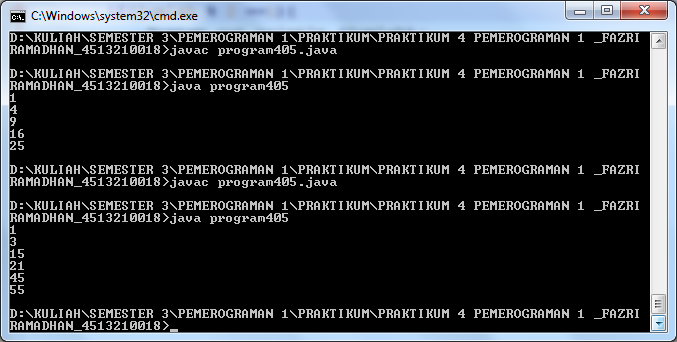 C:\Windows\system32\cmd.exe
D:\KULIAH\SEMESTER 3\PEMEROGRAMAN 1\PRAKTIKUM\PRAKTIKUM 4 PEMEROGRAMAN 1 _FAZRI
RAMADHAN_4513210018>javac program405.java
D:\KULIAH\SEMESTER 3\PEMEROGRAMAN 1\PRAKTIKUM\PRAKTIKUM 4 PEMEROGRAMAN 1 _FAZRI
RAMADHAN_4513210018>java program405
1
4
9
16
25
D:\KULIAH\SEMESTER 3\PEMEROGRAMAN 1\PRAKTIKUM\PRAKTIKUM 4 PEMEROGRAMAN 1 _FAZRI
RAMADHAN_4513210018>javac program405.java
D:\KULIAH\SEMESTER 3\PEMEROGRAMAN 1\PRAKTIKUM\PRAKTIKUM 4 PEMEROGRAMAN 1 _FAZRI
RAMADHAN_4513210018>java program405
1
3
15
21
45
55
D:\KULIAH\SEMESTER 3\PEMEROGRAMAN 1\PRAKTIKUM\PRAKTIKUM 4 PEMEROGRAMAN 1 _FAZRI
RAMADHAN_4513210018>_